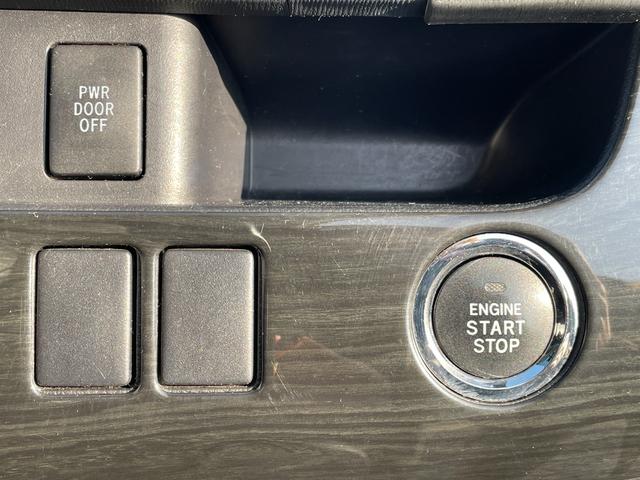 PWR
DOOR
OFF
ENGINE
START
STOP